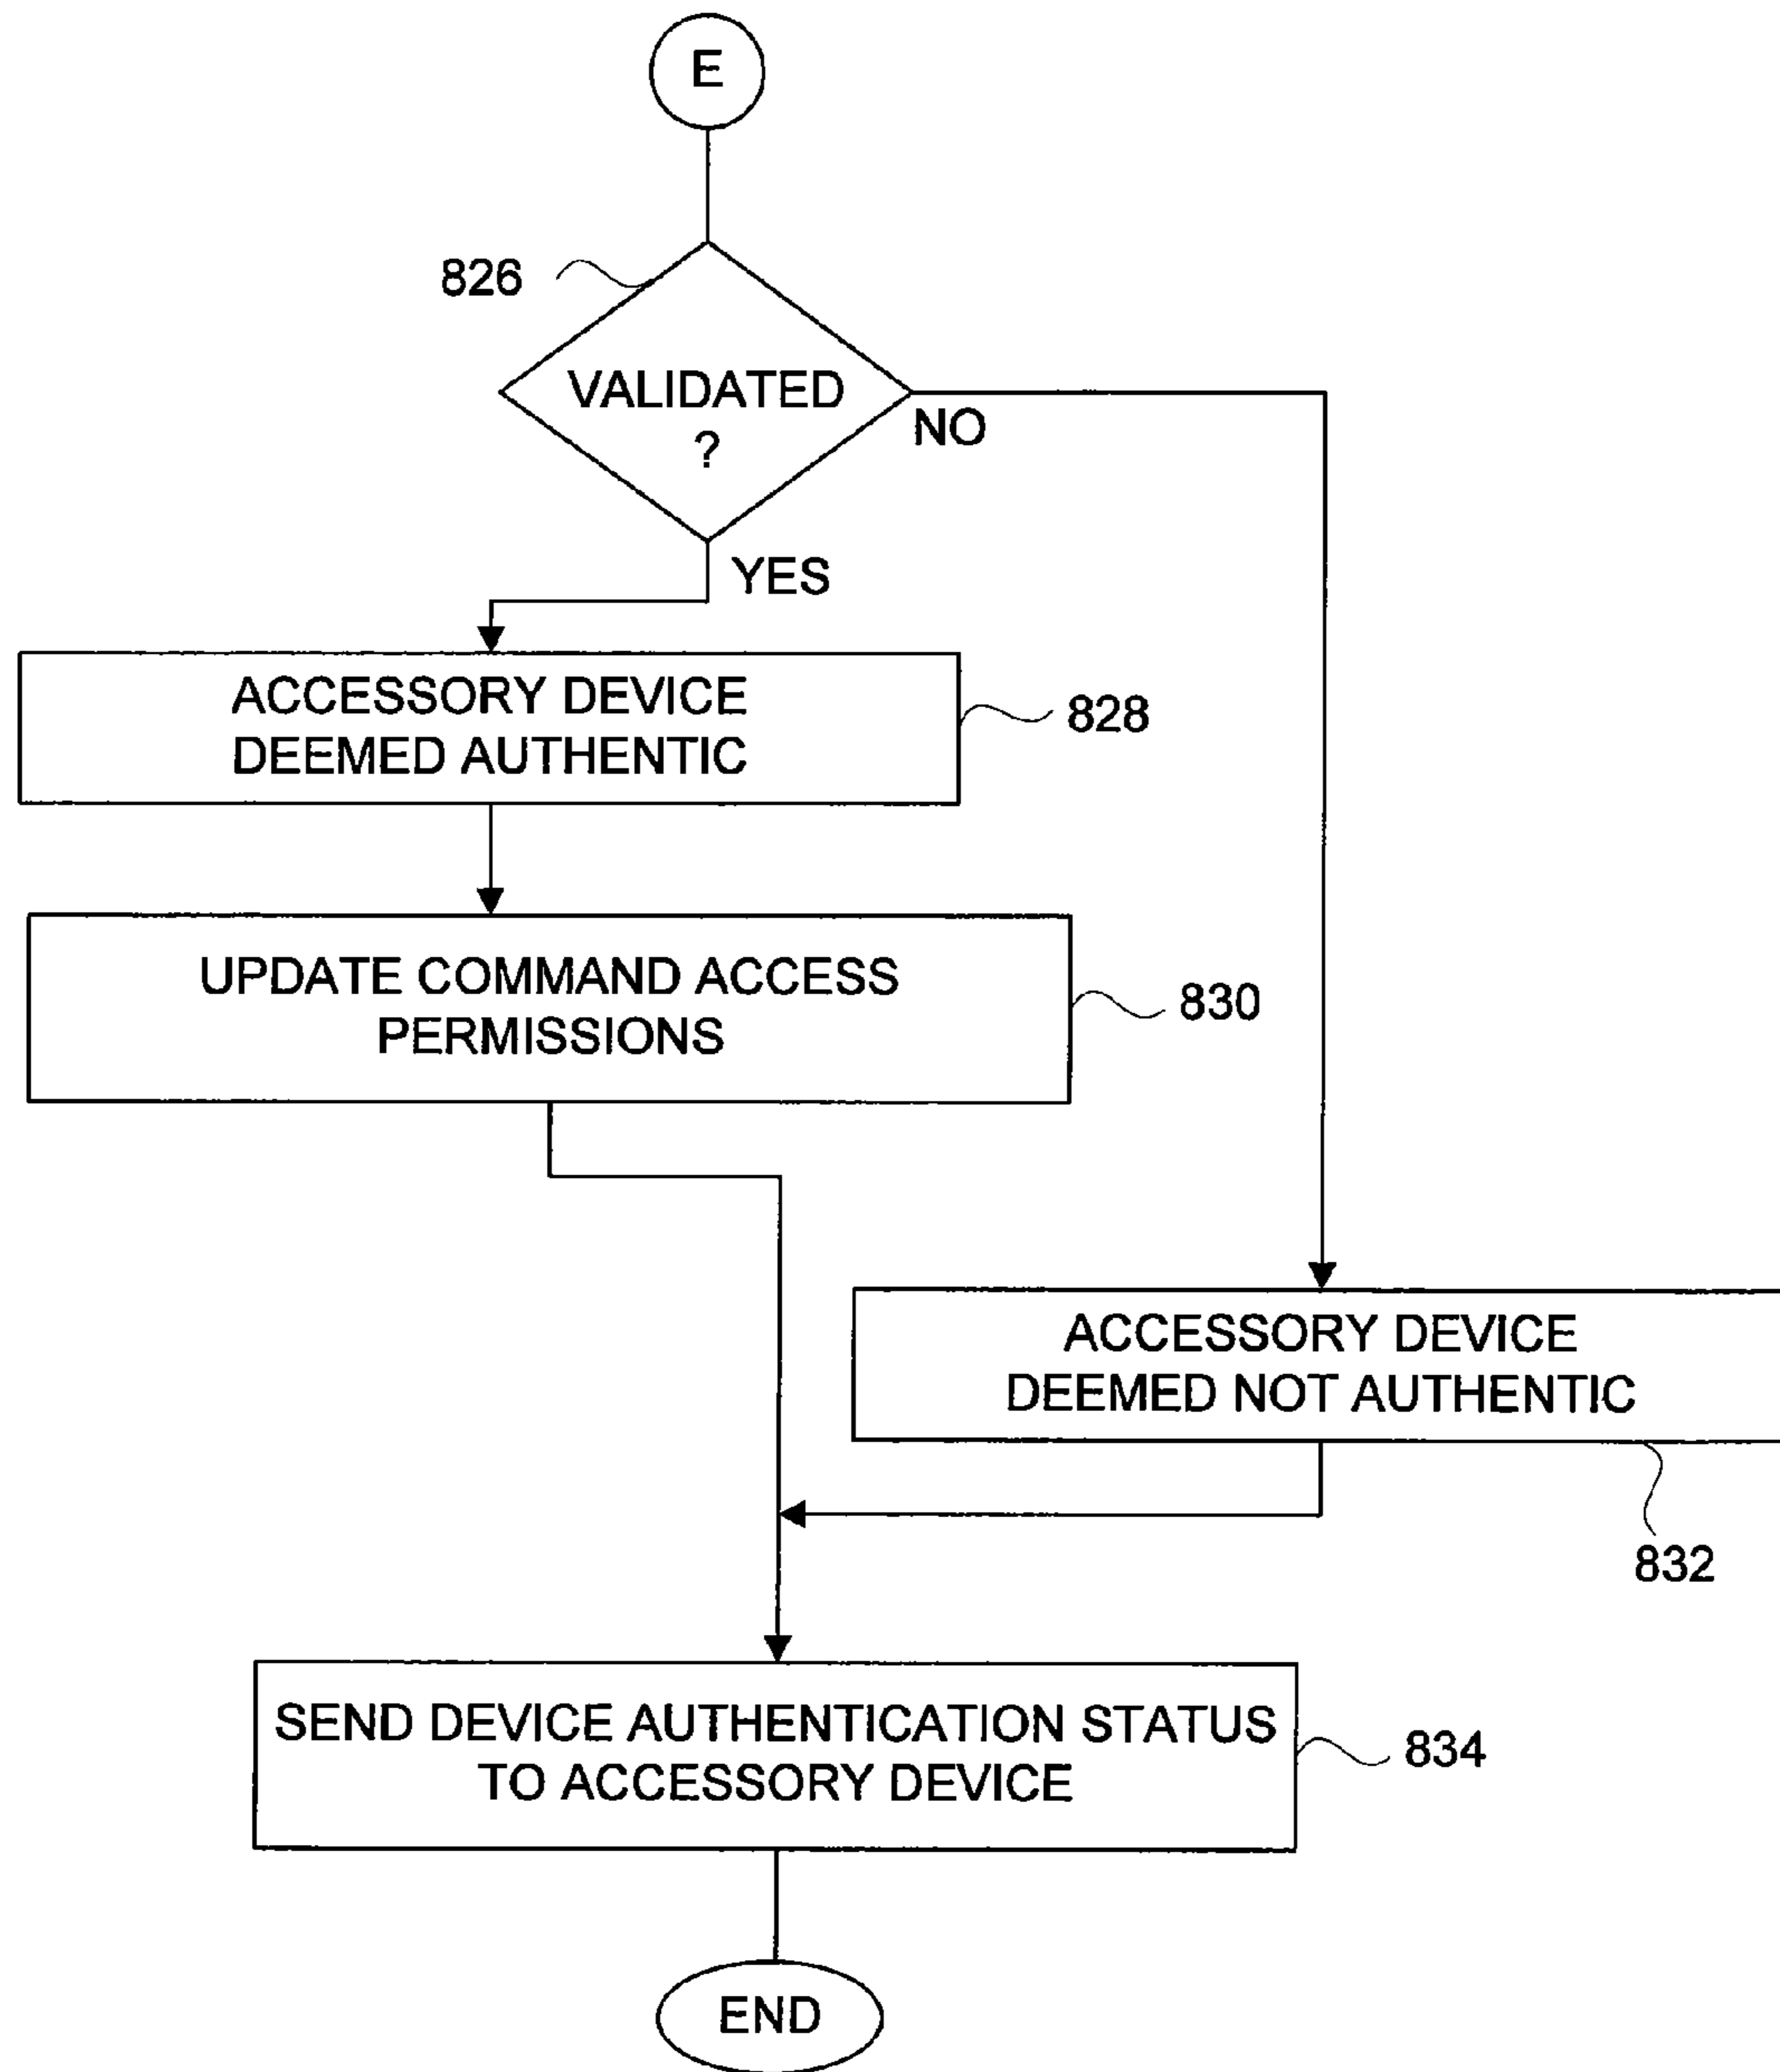 E
826
VALIDATED
?
NO
YES
ACCESSORY DEVICE
DEEMED AUTHENTIC
828
UPDATE COMMAND ACCESS
PERMISSIONS
830
ACCESSORY DEVICE
DEEMED NOT AUTHENTIC
832
SEND DEVICE AUTHENTICATION STATUS
TO ACCESSORY DEVICE
834
END